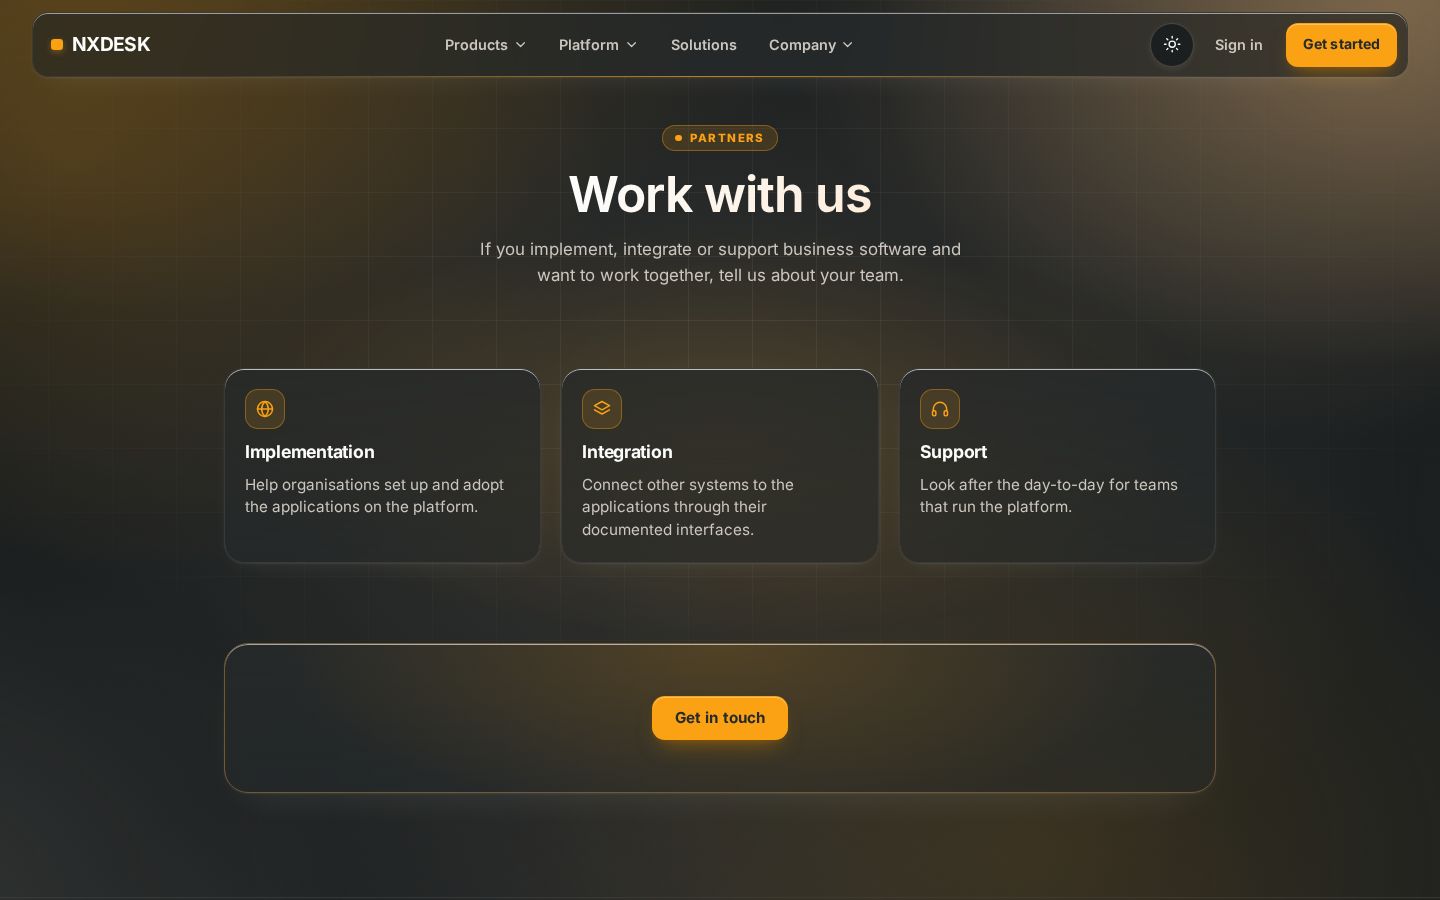 NXDESK
Products
Platform
Solutions
Company
Sign in
Get started
PARTNERS
Work with us
If you implement, integrate or support business software and
want to work together, tell us about your team.
Implementation
Help organisations set up and adopt
the applications on the platform.
Integration
Connect other systems to the
applications through their
documented interfaces.
Support
Look after the day-to-day for teams
that run the platform.
Get in touch